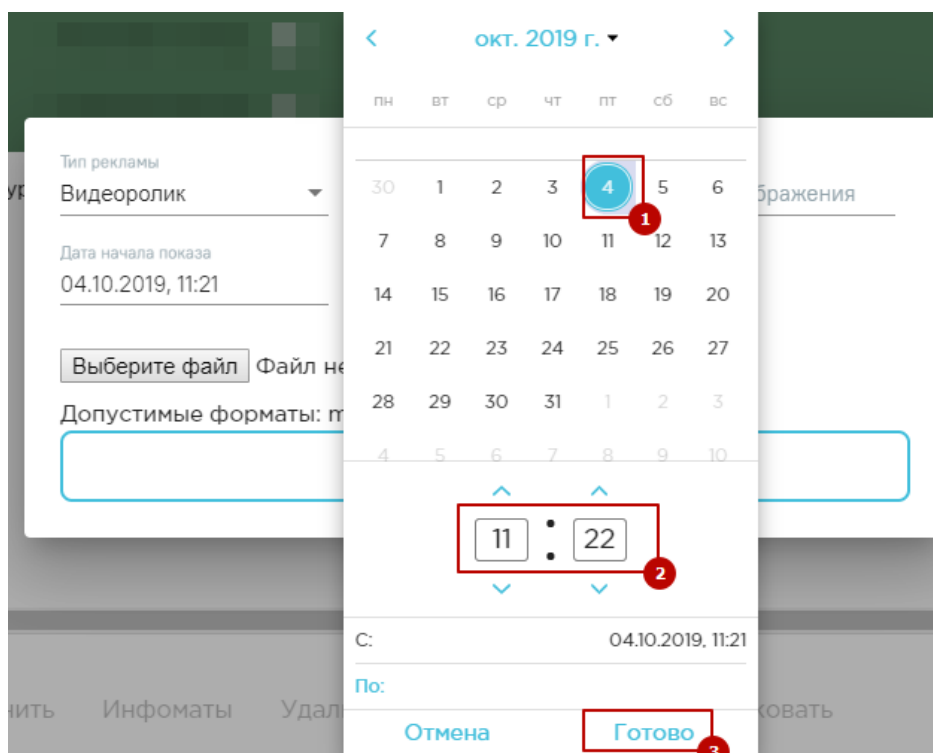 окт. 2019 г.
пн вт ср чт пт сб вс
Тип рекламы
Видеоролик
30 1 2 3 4 5 6
1
7 8 9 10 11 12 13
Дата начала показа
04.10.2019, 11:21
14 15 16 17 18 19 20
21 22 23 24 25 26 27
Выберите файл Файл не
28 29 30 31 1 2 3
Допустимые форматы:
4 5 6 7 8 9 10
11 : 22
2
С: 04.10.2019, 11:21
По:
Инфоматы
Отмена Готово
3